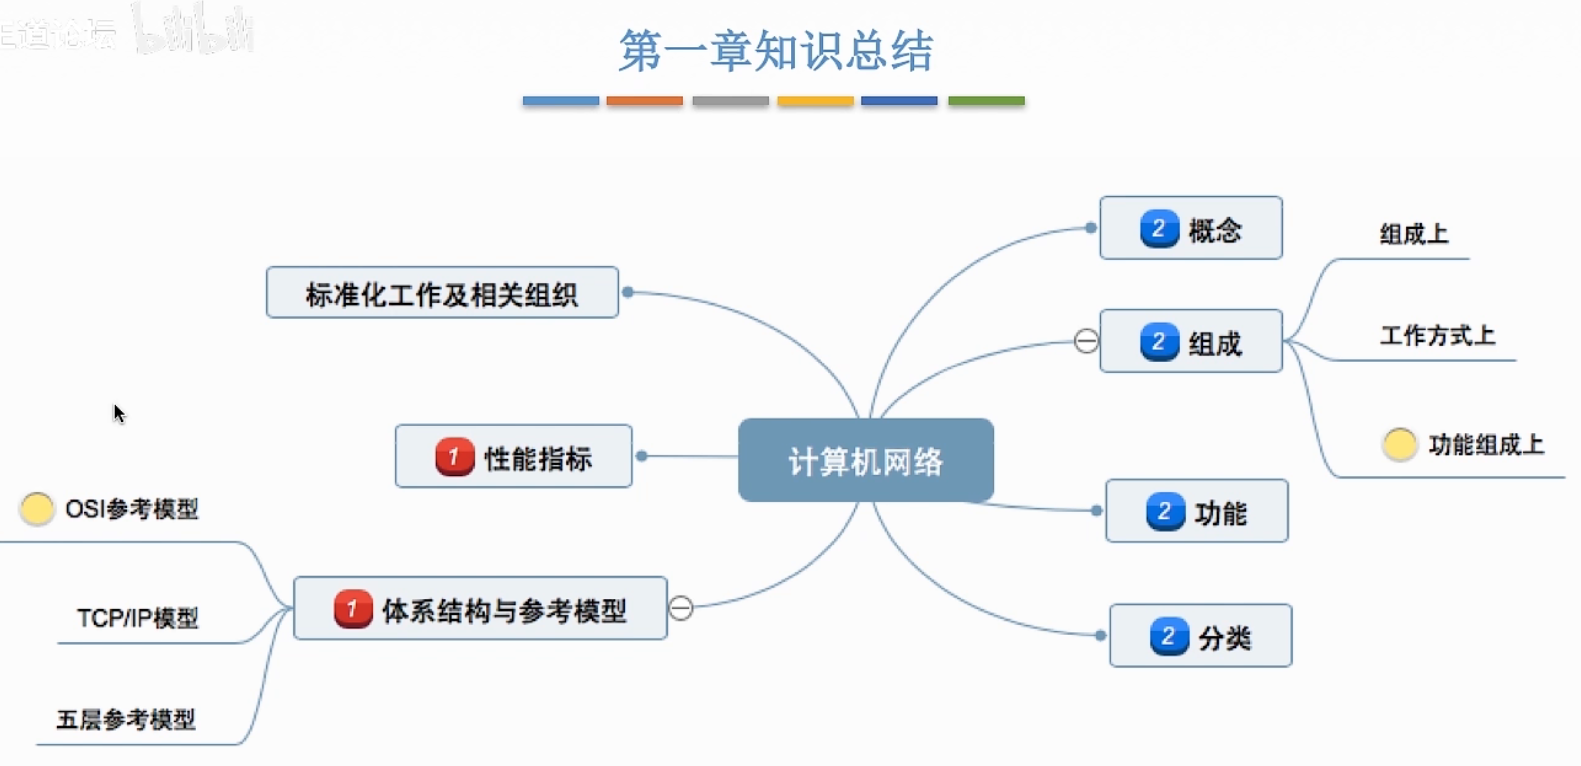 王道论坛 bilibili
第一章知识总结
2 概念
组成上
标准化工作及相关组织
2 组成
工作方式上
功能组成上
1 性能指标
计算机网络
OSI参考模型
2 功能
TCP/IP模型
1 体系结构与参考模型
2 分类
五层参考模型